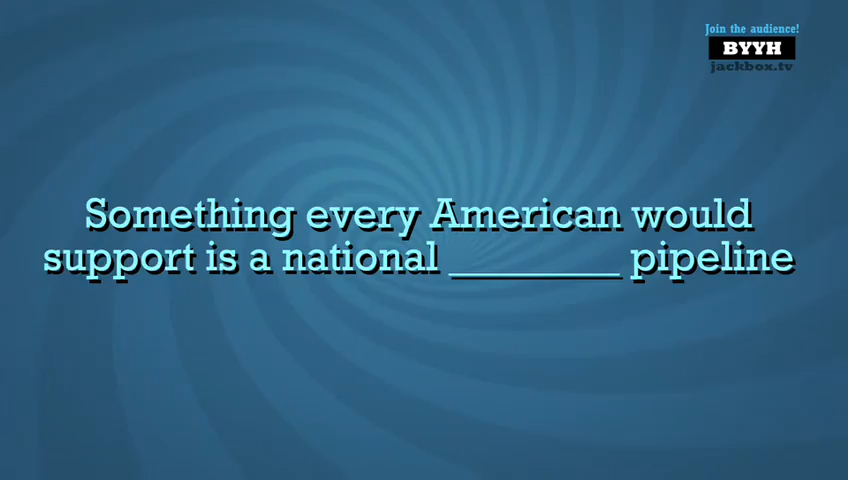 Join the audience!
BYYH
jackbox.tv
Something every American would
support is a national ________ pipeline